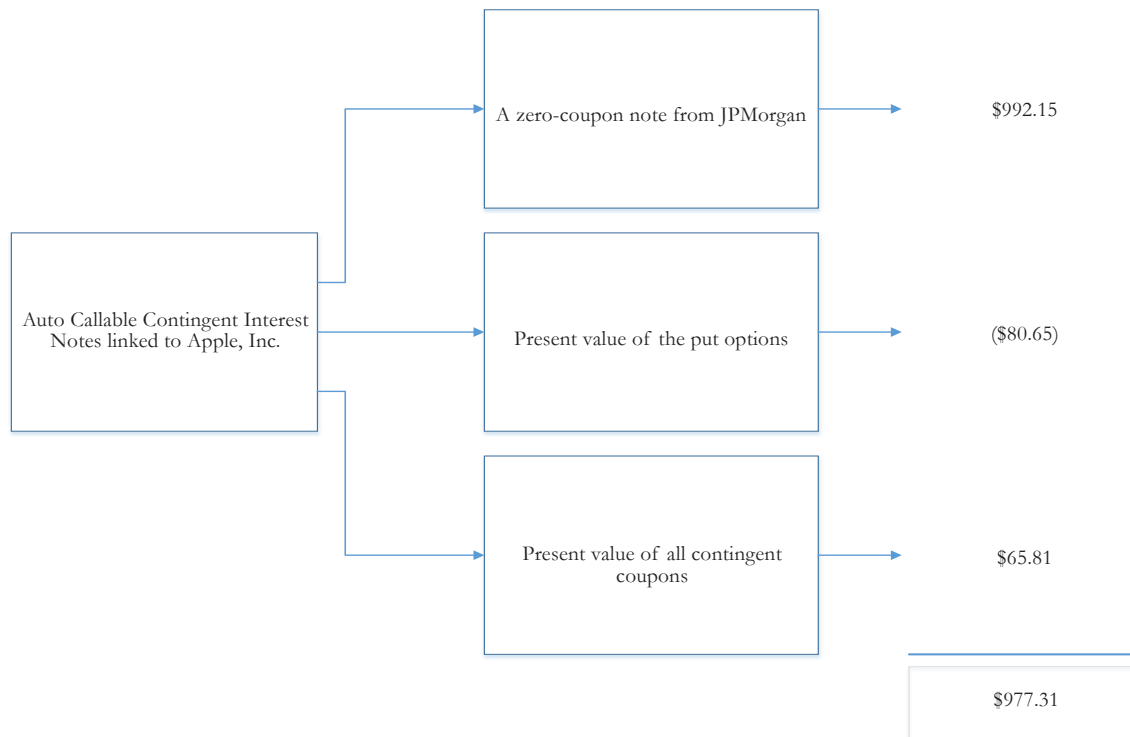 A zero-coupon note from JPMorgan
$992.15
Auto Callable Contingent Interest
Notes linked to Apple, Inc.
Present value of the put options
($80.65)
Present value of all contingent
coupons
$65.81
$977.31